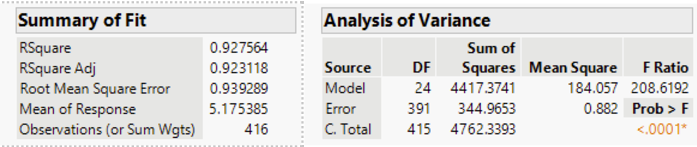 Summary of Fit
RSquare 0.927564
RSquare Adj 0.923118
Root Mean Square Error 0.939289
Mean of Response 5.175385
Observations (or Sum Wgts) 416
Analysis of Variance
Sum of
Source DF Squares Mean Square F Ratio
Model 24 4417.3741 184.057 208.6192
Error 391 344.9653 0.882 Prob > F
C. Total 415 4762.3393 <.0001*